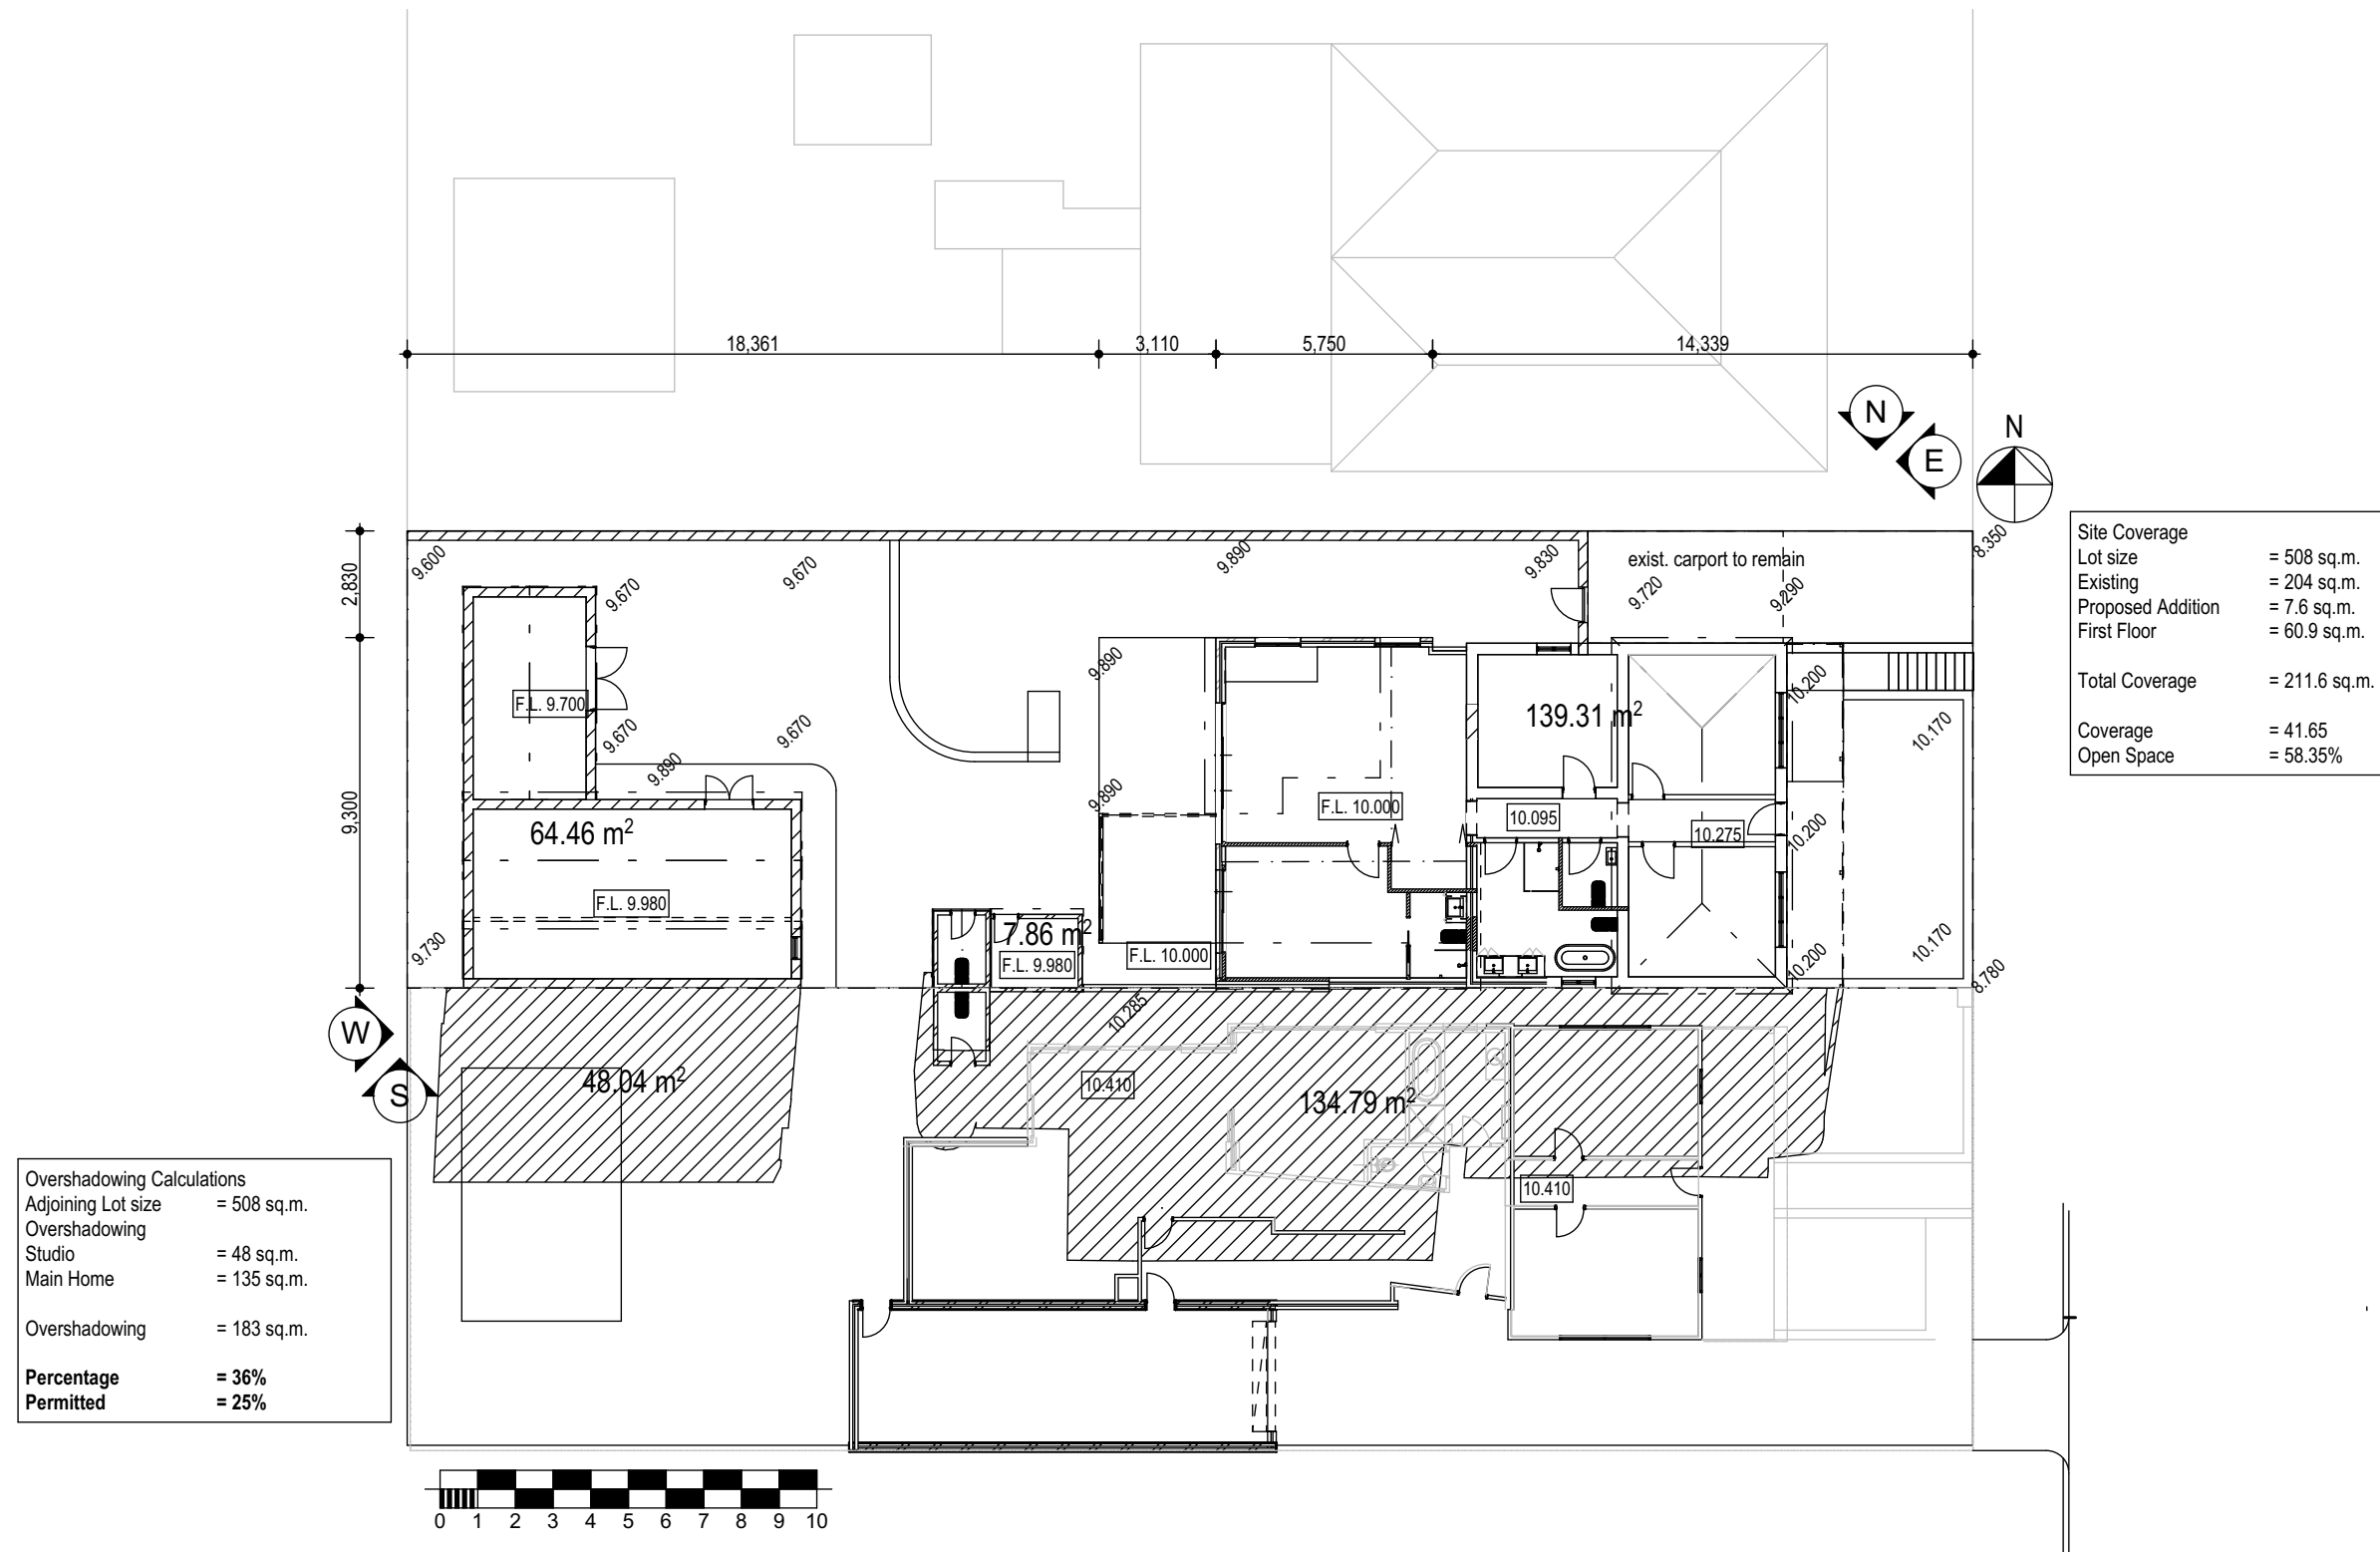 18,361 3,110 5,750 14,339
N
E
N
2,830
9,300
9.600
9.670
9.670
9.890
9.830
exist. carport to remain
9.720
9.290
8.350
Site Coverage
Lot size = 508 sq.m.
Existing = 204 sq.m.
Proposed Addition = 7.6 sq.m.
First Floor = 60.9 sq.m.
Total Coverage = 211.6 sq.m.
Coverage = 41.65
Open Space = 58.35%
F.L. 9.700
9.670
9.670
9.890
9.890
9.890
139.31 m²
10.200
10.170
64.46 m²
F.L. 10.000
10.095
10.275
10.200
F.L. 9.980
9.730
7.86 m²
F.L. 9.980
F.L. 10.000
10.200
10.170
8.780
W
S
10.285
48.04 m²
10.410
134.79 m²
10.410
Overshadowing Calculations
Adjoining Lot size = 508 sq.m.
Overshadowing
Studio = 48 sq.m.
Main Home = 135 sq.m.
Overshadowing = 183 sq.m.
Percentage = 36%
Permitted = 25%
0 1 2 3 4 5 6 7 8 9 10